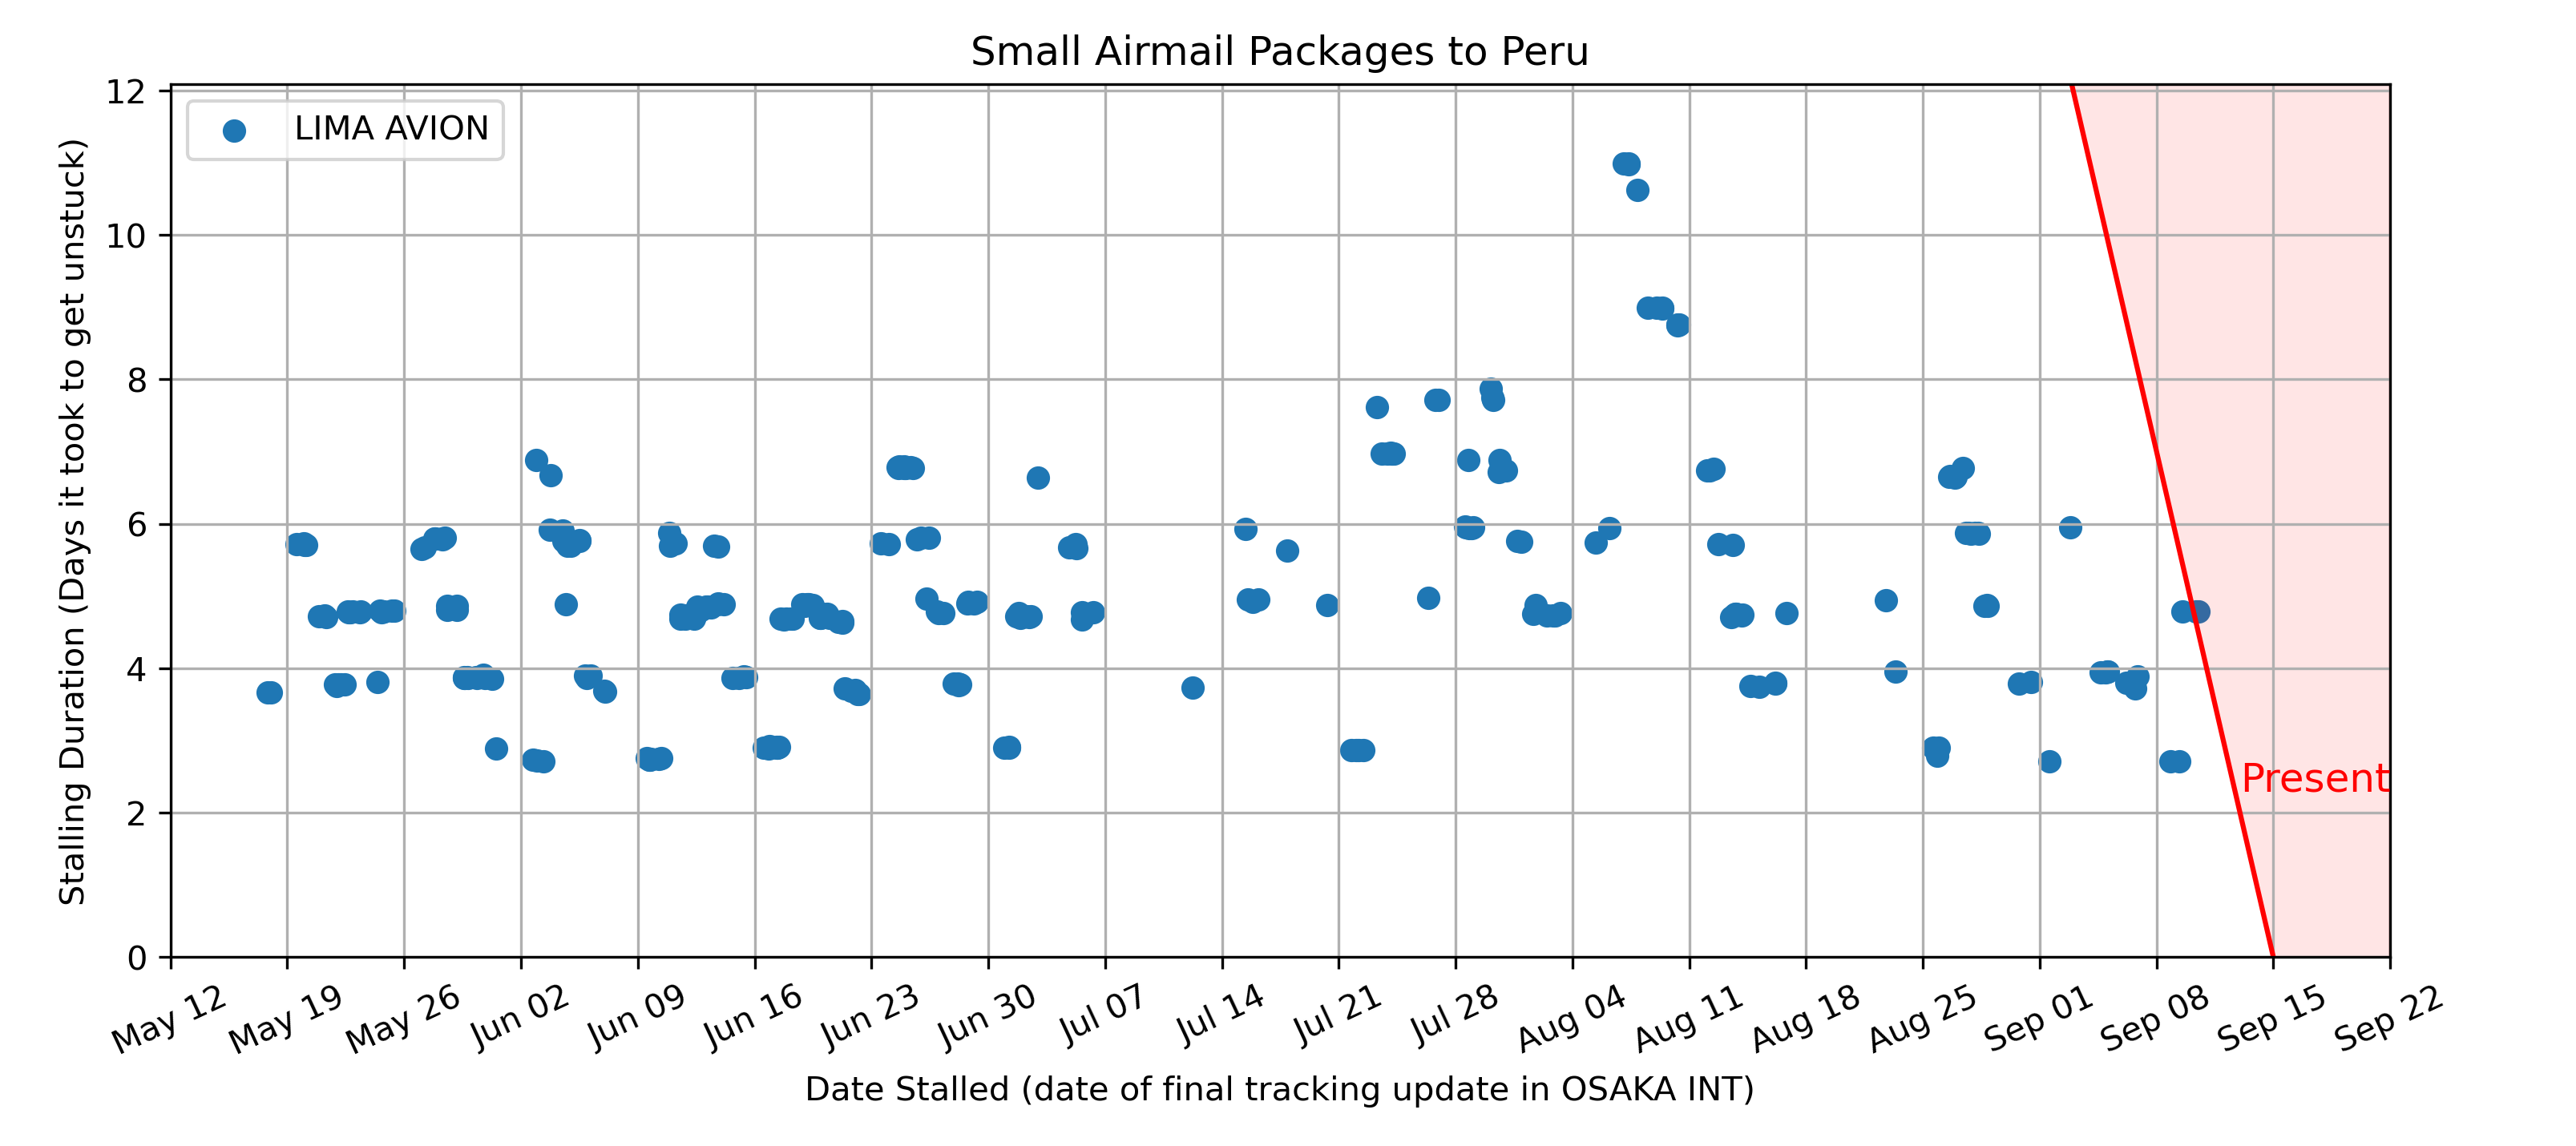 Small Airmail Packages to Peru
LIMA AVION
Stalling Duration (Days it took to get unstuck)
12
10
8
6
4
2
0
Present
May 12
May 19
May 26
Jun 02
Jun 09
Jun 16
Jun 23
Jun 30
Jul 07
Jul 14
Jul 21
Jul 28
Aug 04
Aug 11
Aug 18
Aug 25
Sep 01
Sep 08
Sep 15
Sep 22
Date Stalled (date of final tracking update in OSAKA INT)